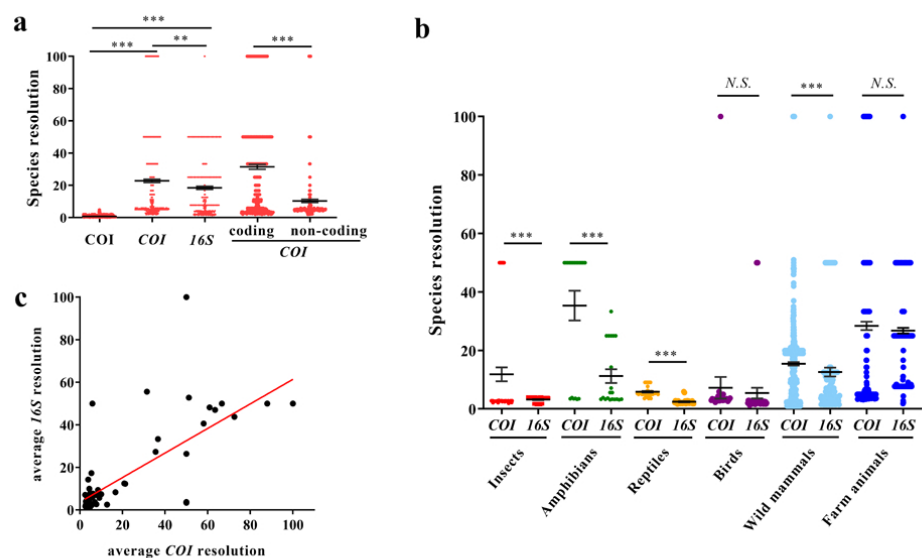 a
***
***
**
***
Species resolution
100
80
60
40
20
0
COI
COI
16S
coding
non-coding
COI
b
N.S.
***
N.S.
***
***
***
Species resolution
100
80
60
40
20
0
COI 16S COI 16S COI 16S COI 16S COI 16S COI 16S
Insects
Amphibians
Reptiles
Birds
Wild mammals
Farm animals
c
average 16S resolution
100
80
60
40
20
0
0 20 40 60 80 100
average COI resolution